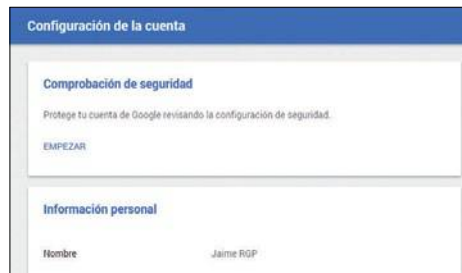 Configuración de la cuenta
Comprobación de seguridad
Protege tu cuenta de Google revisando la configuración de seguridad.
EMPEZAR
Información personal
Nombre Jaime RGP